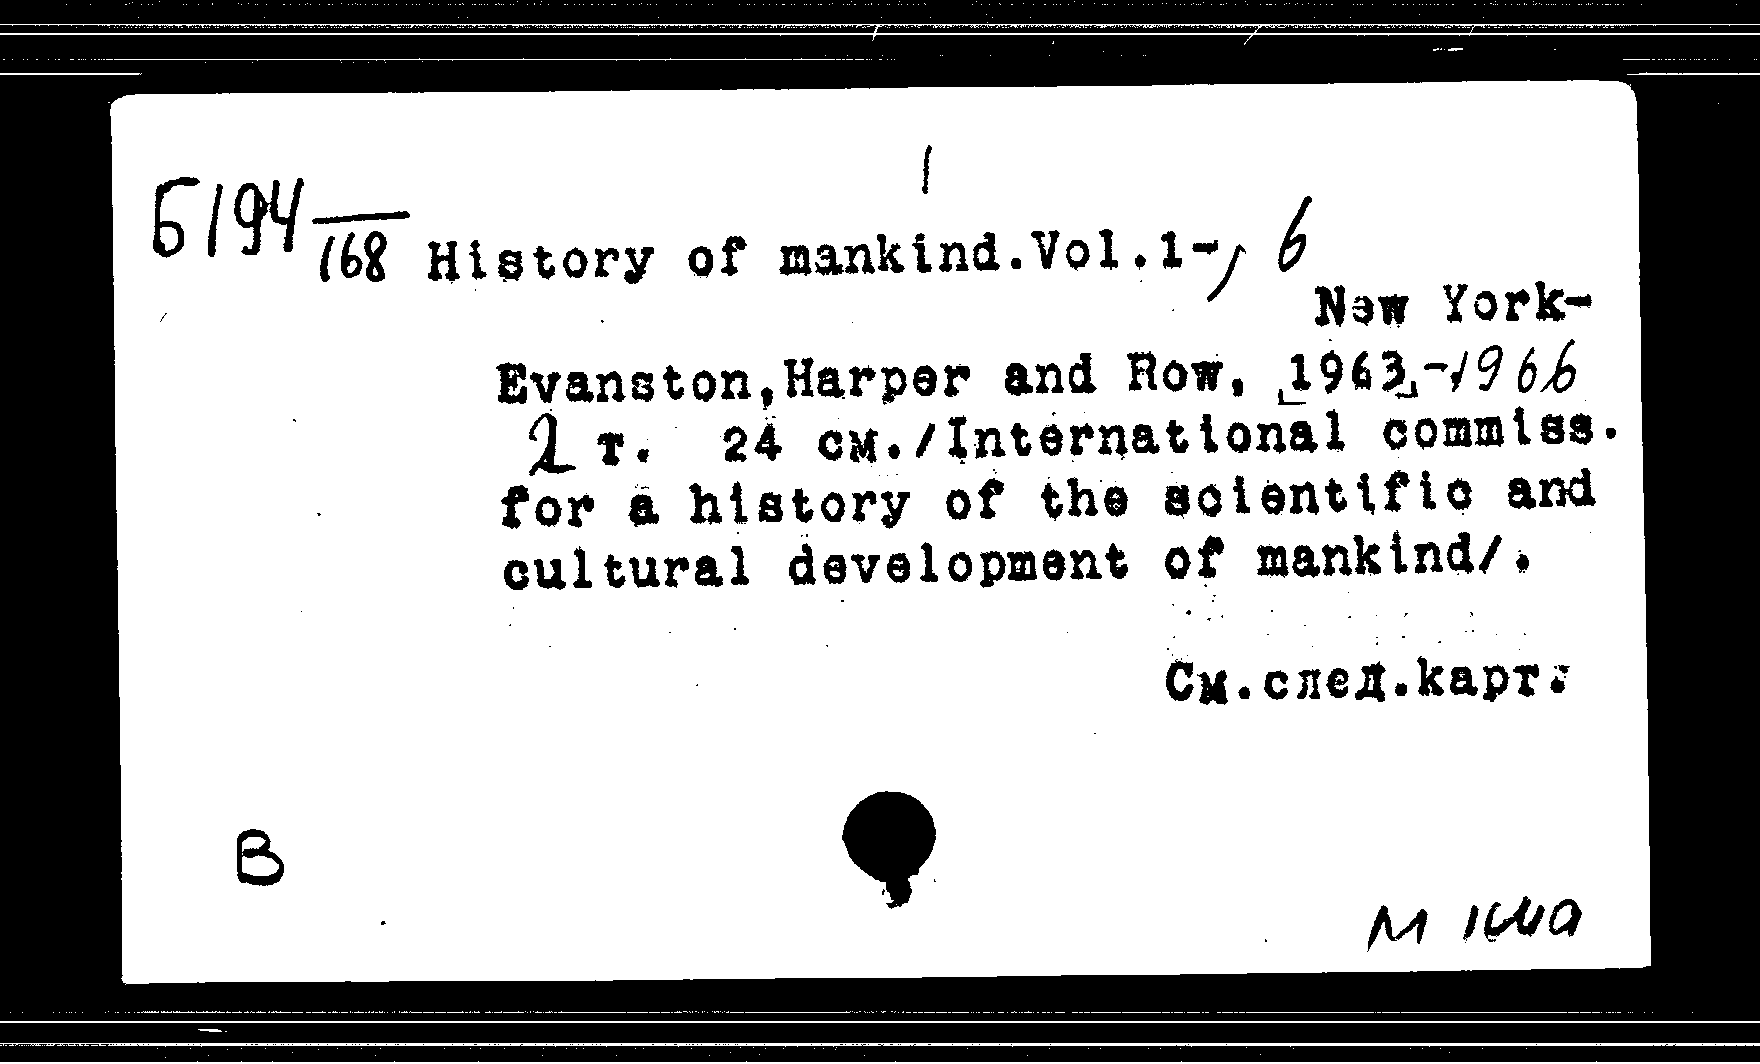 1
Б194
168 History of mankind.Vol.1-, 6
New York-
Evanston,Harper and Row, [1963]-1966
2 т. 24 см./International commiss.
for a history of the scientific and
cultural development of mankind/.
См.след.карт.
В
М